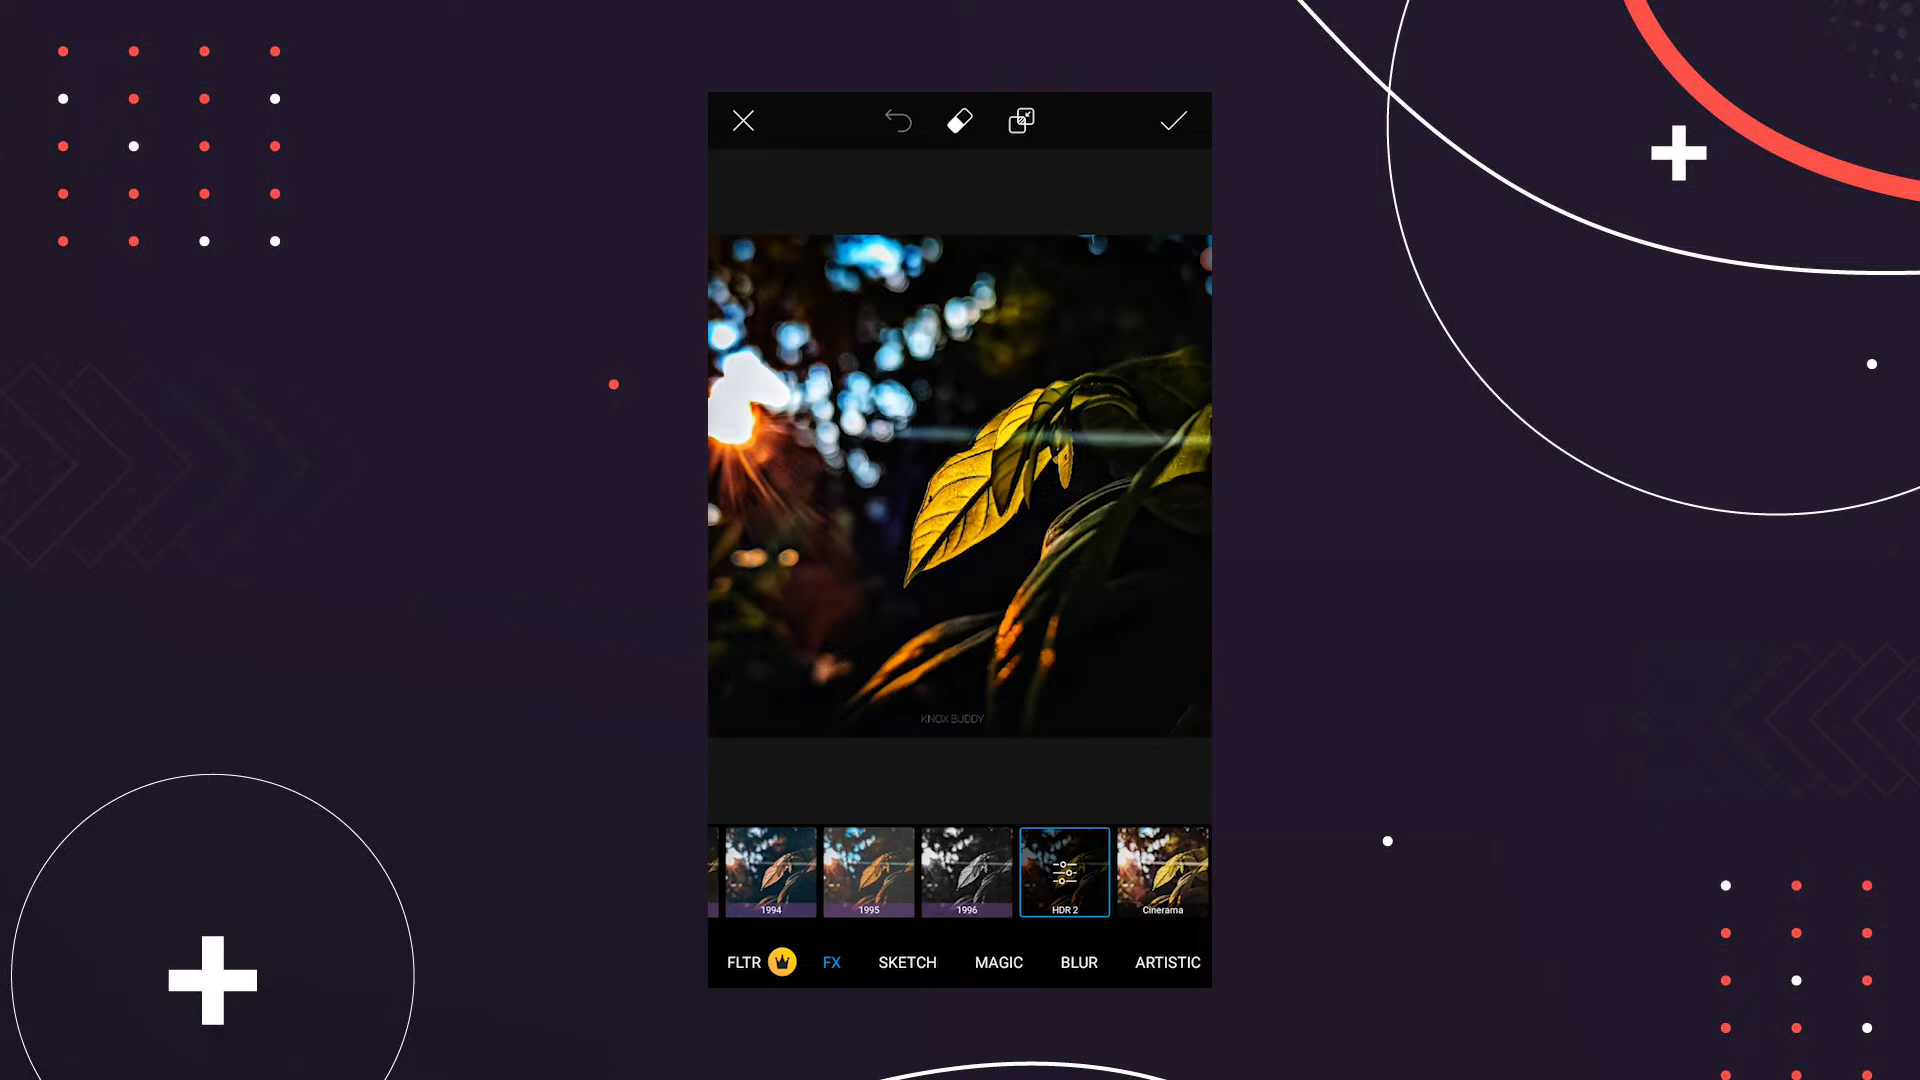 KNOX BUDDY
1994 1995 1996 HDR 2 Cinerama
FLTR FX SKETCH MAGIC BLUR ARTISTIC